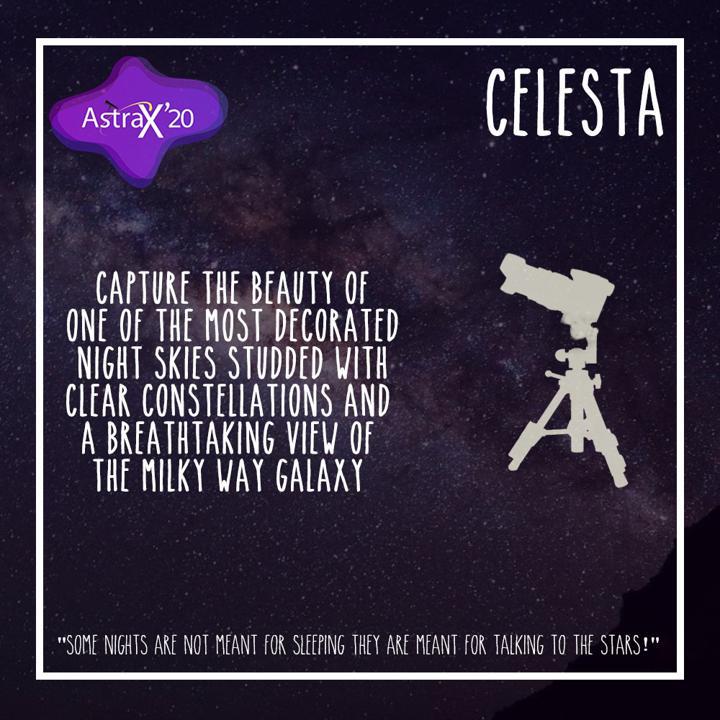 AstraX'20
CELESTA
CAPTURE THE BEAUTY OF
ONE OF THE MOST DECORATED
NIGHT SKIES STUDDED WITH
CLEAR CONSTELLATIONS AND
A BREATHTAKING VIEW OF
THE MILKY WAY GALAXY
"SOME NIGHTS ARE NOT MEANT FOR SLEEPING THEY ARE MEANT FOR TALKING TO THE STARS!"